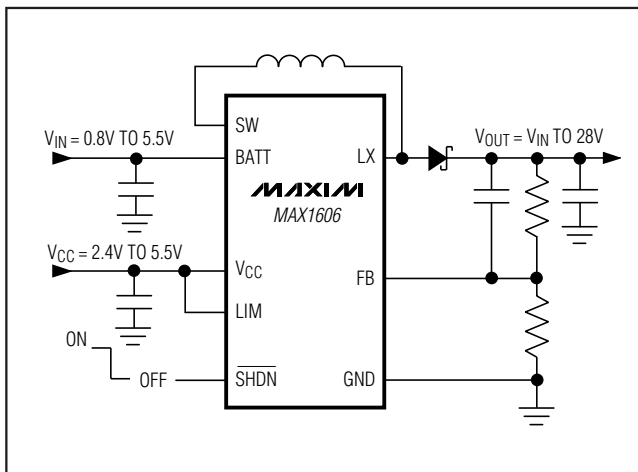 SW
V_IN = 0.8V TO 5.5V
BATT
LX
V_OUT = V_IN TO 28V
MAXIM
MAX1606
V_CC = 2.4V TO 5.5V
V_CC
FB
LIM
ON
OFF
SHDN
GND